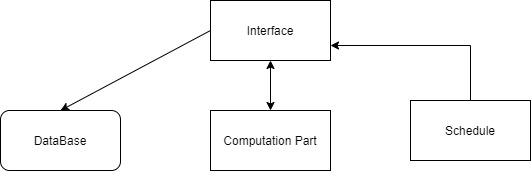 Interface
DataBase
Computation Part
Schedule